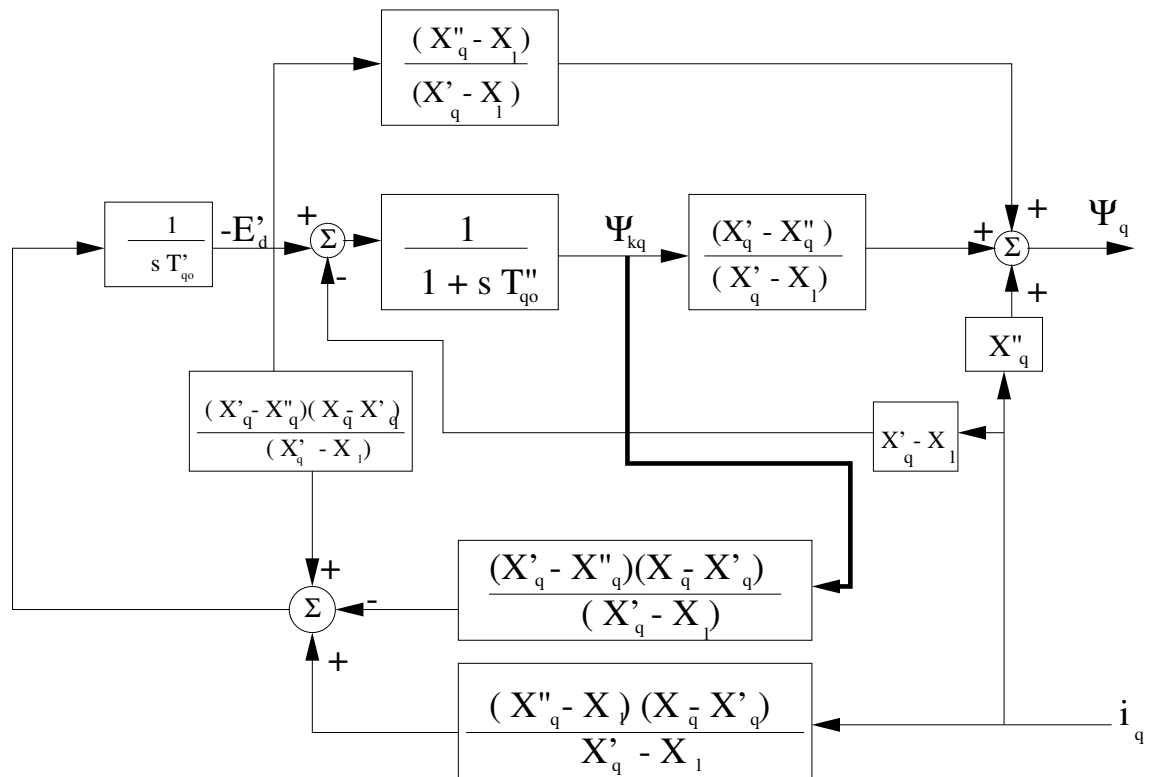 ( X"q - Xl )
(X'q - Xl )
1
s T'qo
-E'd
+
Σ
-
1
1 + s T"qo
Ψkq
(X'q - X"q )
( X'q - Xl )
+
+
Σ
+
Ψq
X"q
( X'q - X"q )( Xq - X'q )
( X'q - Xl )
X'q - Xl
+
Σ
-
+
(X'q - X"q )(Xq - X'q )
( X'q - Xl )
( X"q - Xl ) (Xq - X'q )
X'q - Xl
iq